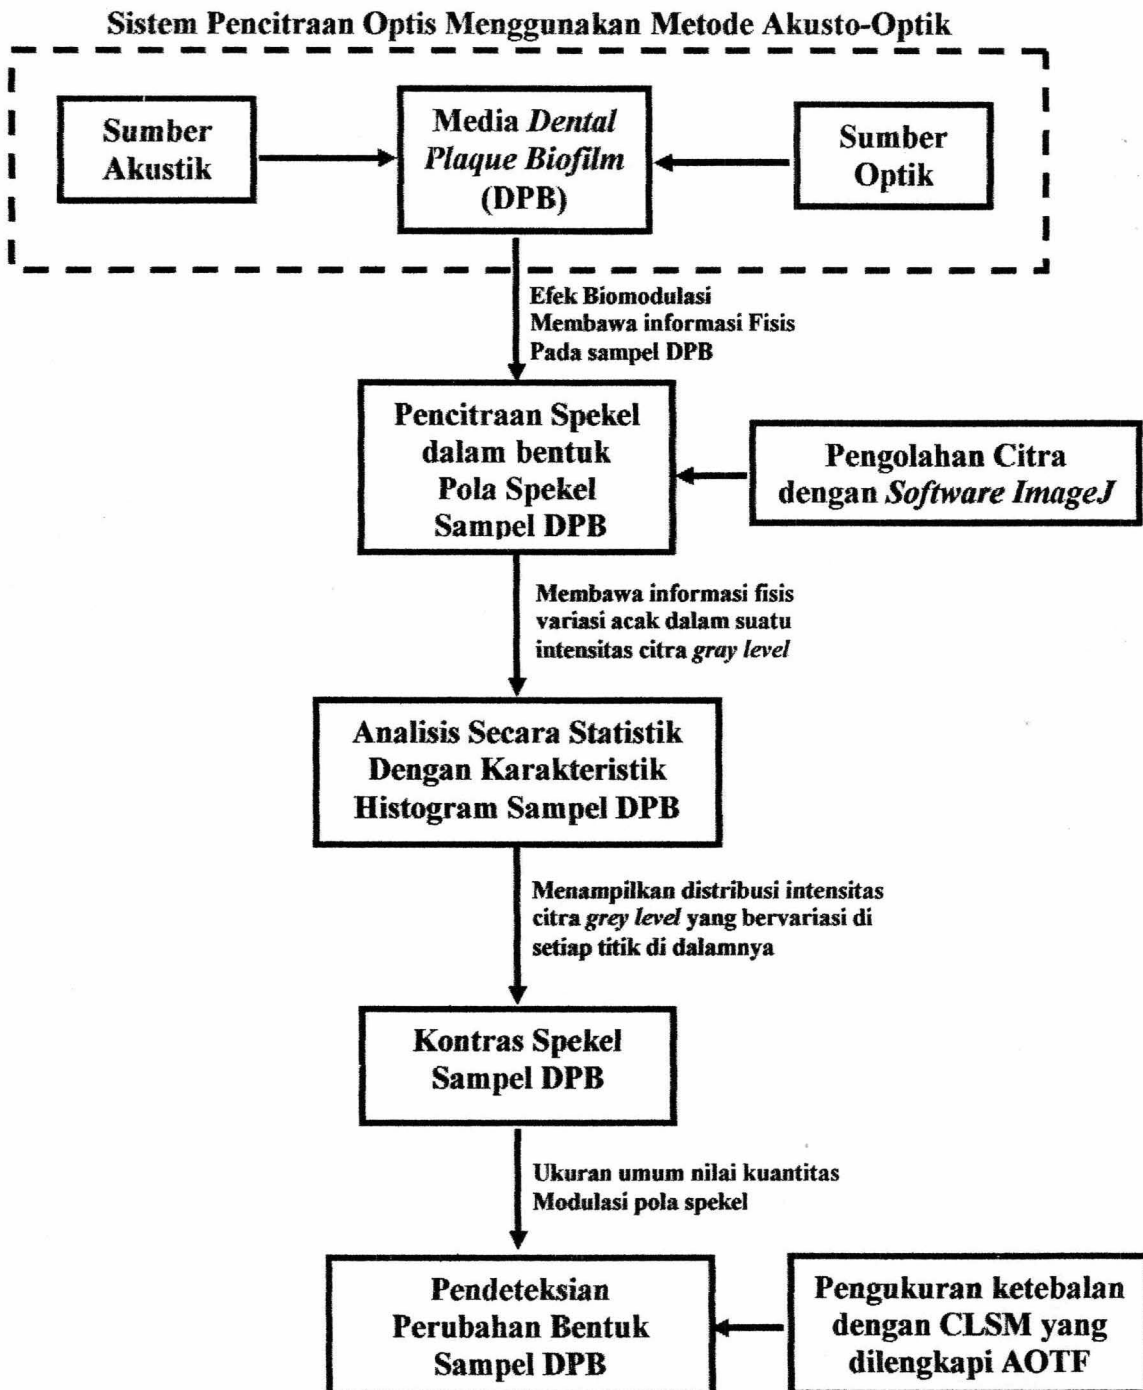 Sistem Pencitraan Optis Menggunakan Metode Akusto-Optik
Sumber
Akustik
Media Dental
Plaque Biofilm
(DPB)
Sumber
Optik
Efek Biomodulasi
Membawa informasi Fisis
Pada sampel DPB
Pencitraan Spekel
dalam bentuk
Pola Spekel
Sampel DPB
Pengolahan Citra
dengan Software ImageJ
Membawa informasi fisis
variasi acak dalam suatu
intensitas citra gray level
Analisis Secara Statistik
Dengan Karakteristik
Histogram Sampel DPB
Menampilkan distribusi intensitas
citra grey level yang bervariasi di
setiap titik di dalamnya
Kontras Spekel
Sampel DPB
Ukuran umum nilai kuantitas
Modulasi pola spekel
Pendeteksian
Perubahan Bentuk
Sampel DPB
Pengukuran ketebalan
dengan CLSM yang
dilengkapi AOTF